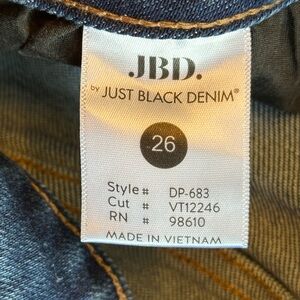 JBD.
by JUST BLACK DENIM®
26
Style # DP-683
Cut # VT12246
RN # 98610
MADE IN VIETNAM